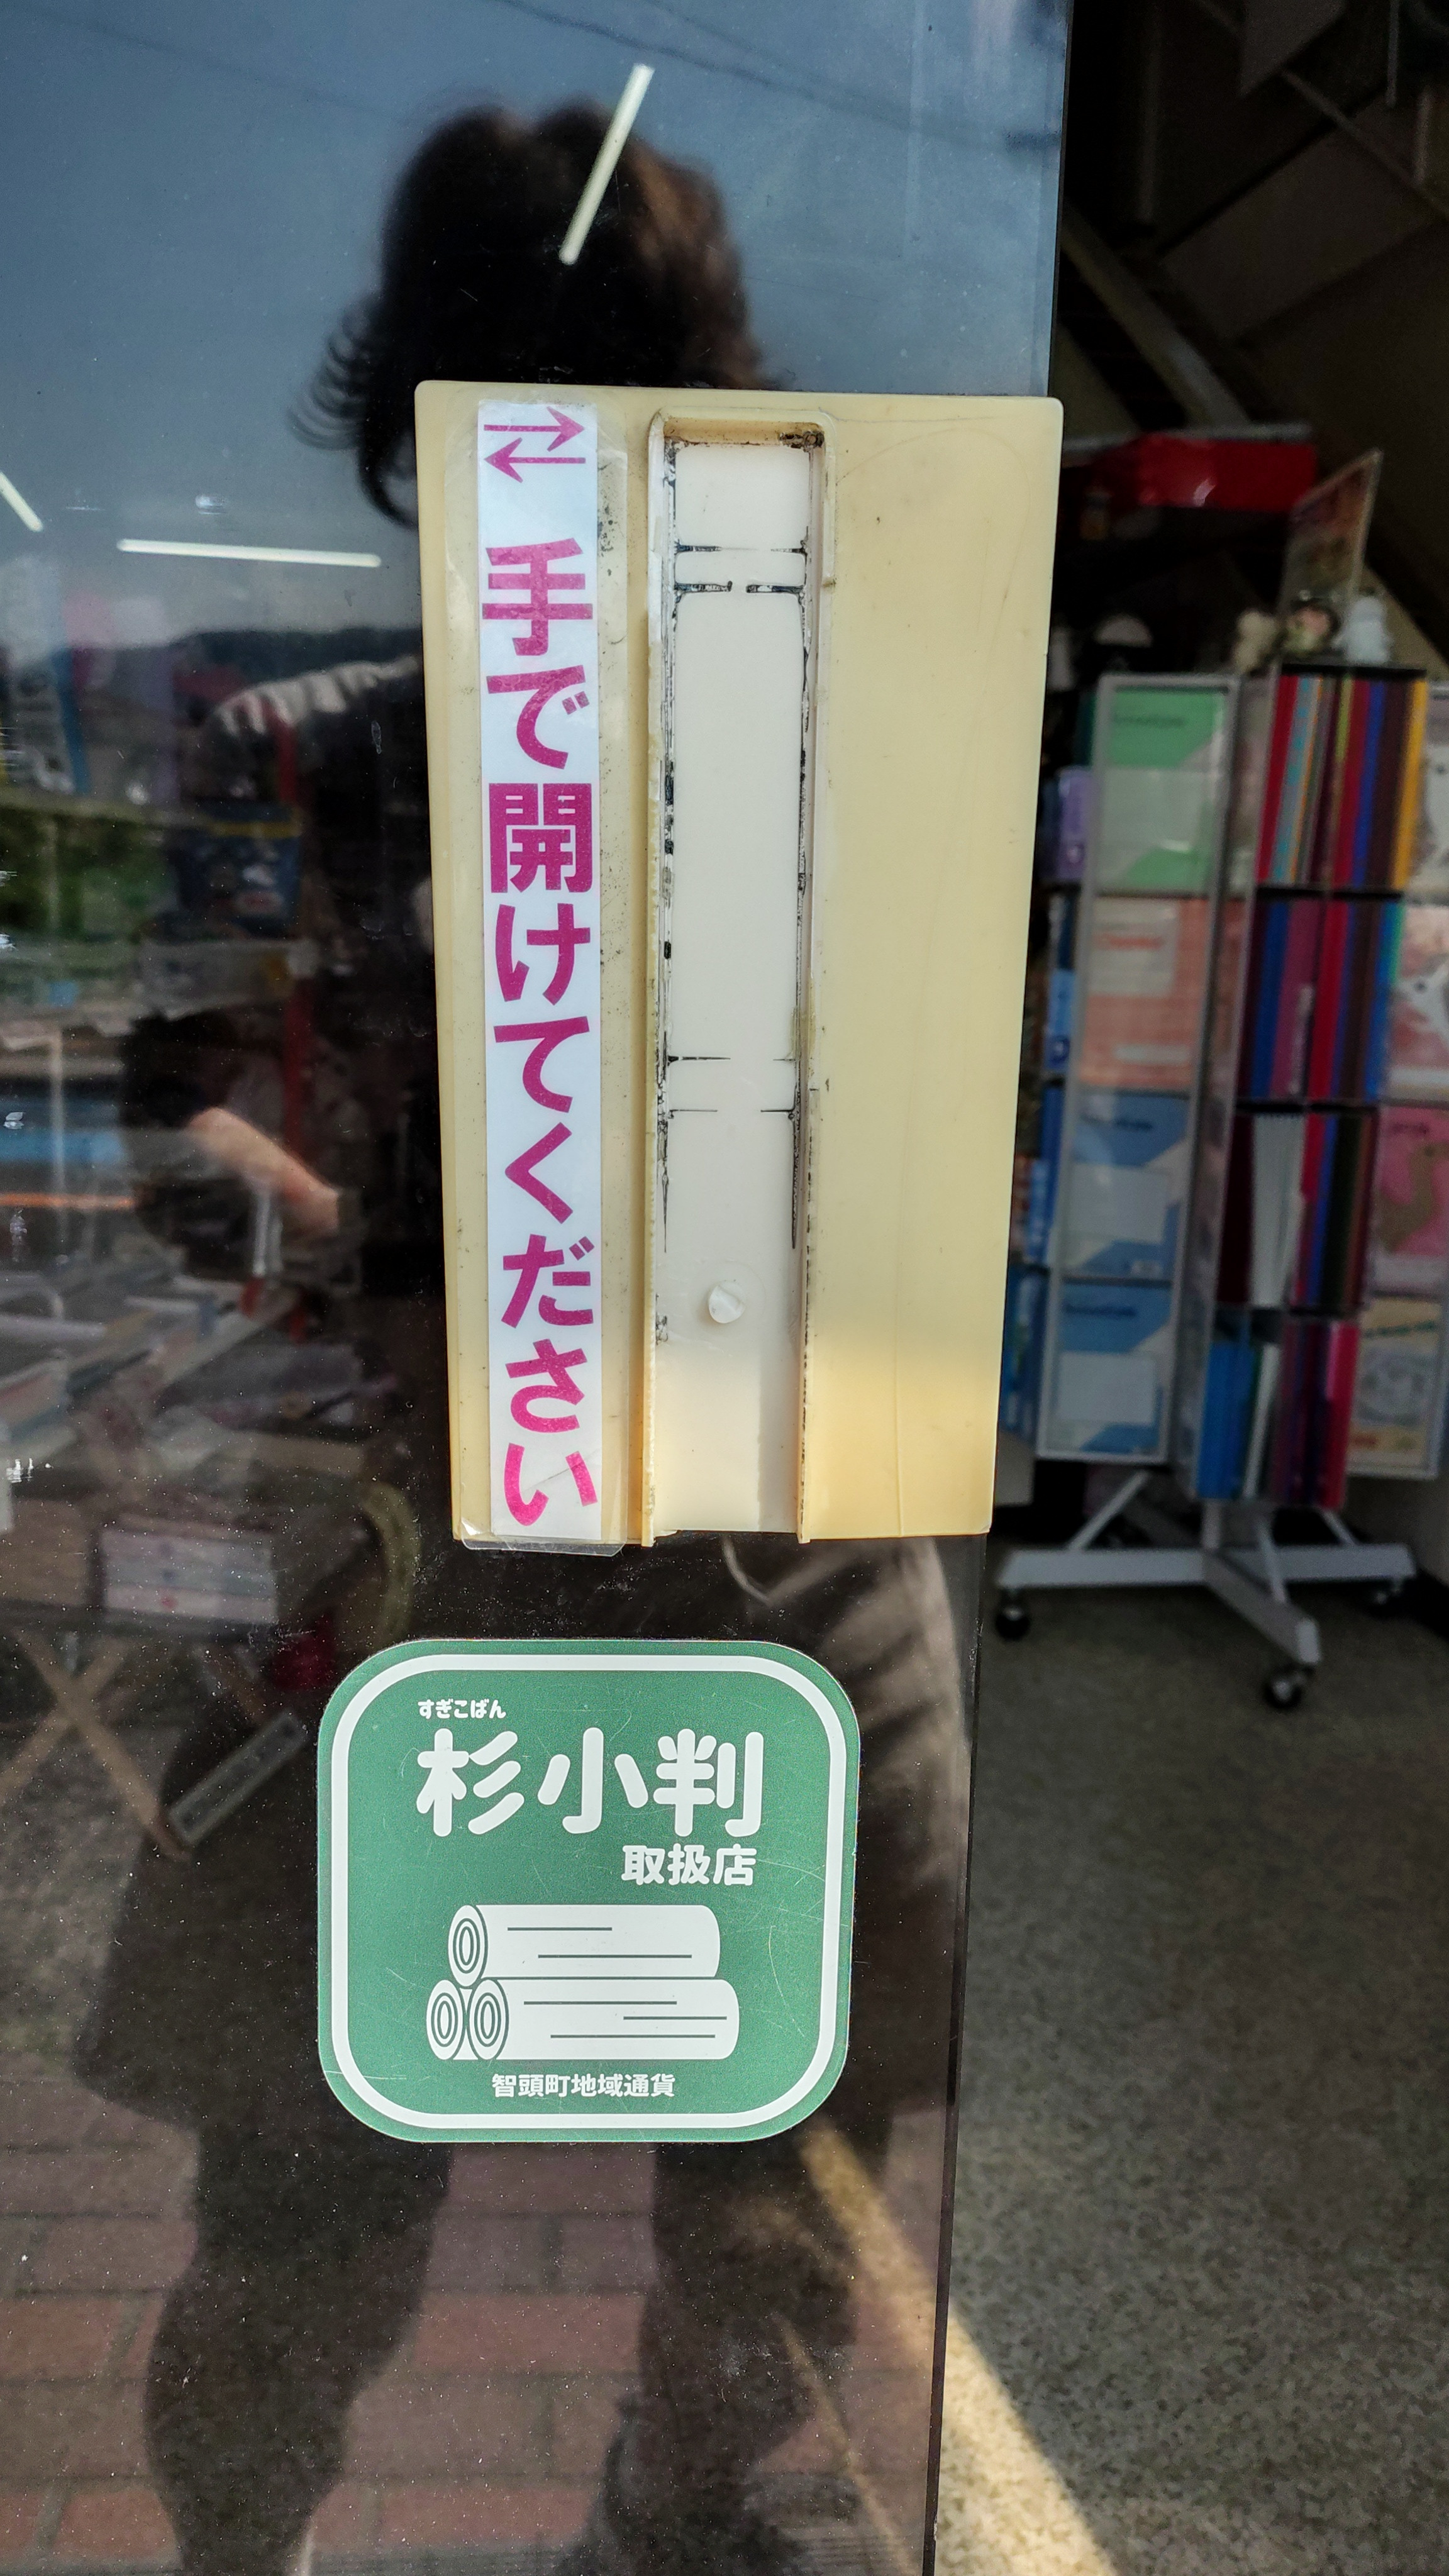 ⇄ 手で開けてください
すぎこばん
杉小判
取扱店
智頭町地域通貨